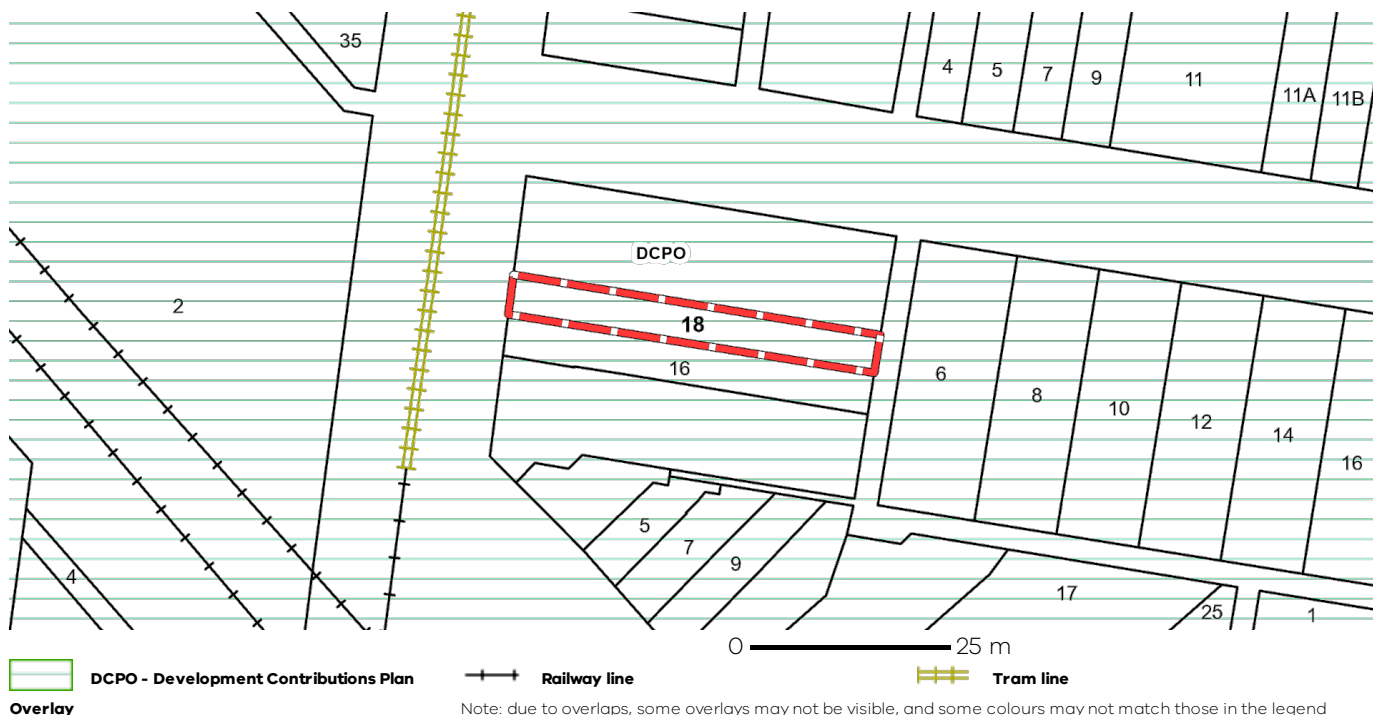 35
4 5 7 9 11 11A 11B
DCPO
2
18
16
6 8 10 12 14 16
5
7
9
4
17
25
1
0 25 m
DCPO - Development Contributions Plan Overlay
Railway line
Tram line
Note: due to overlaps, some overlays may not be visible, and some colours may not match those in the legend